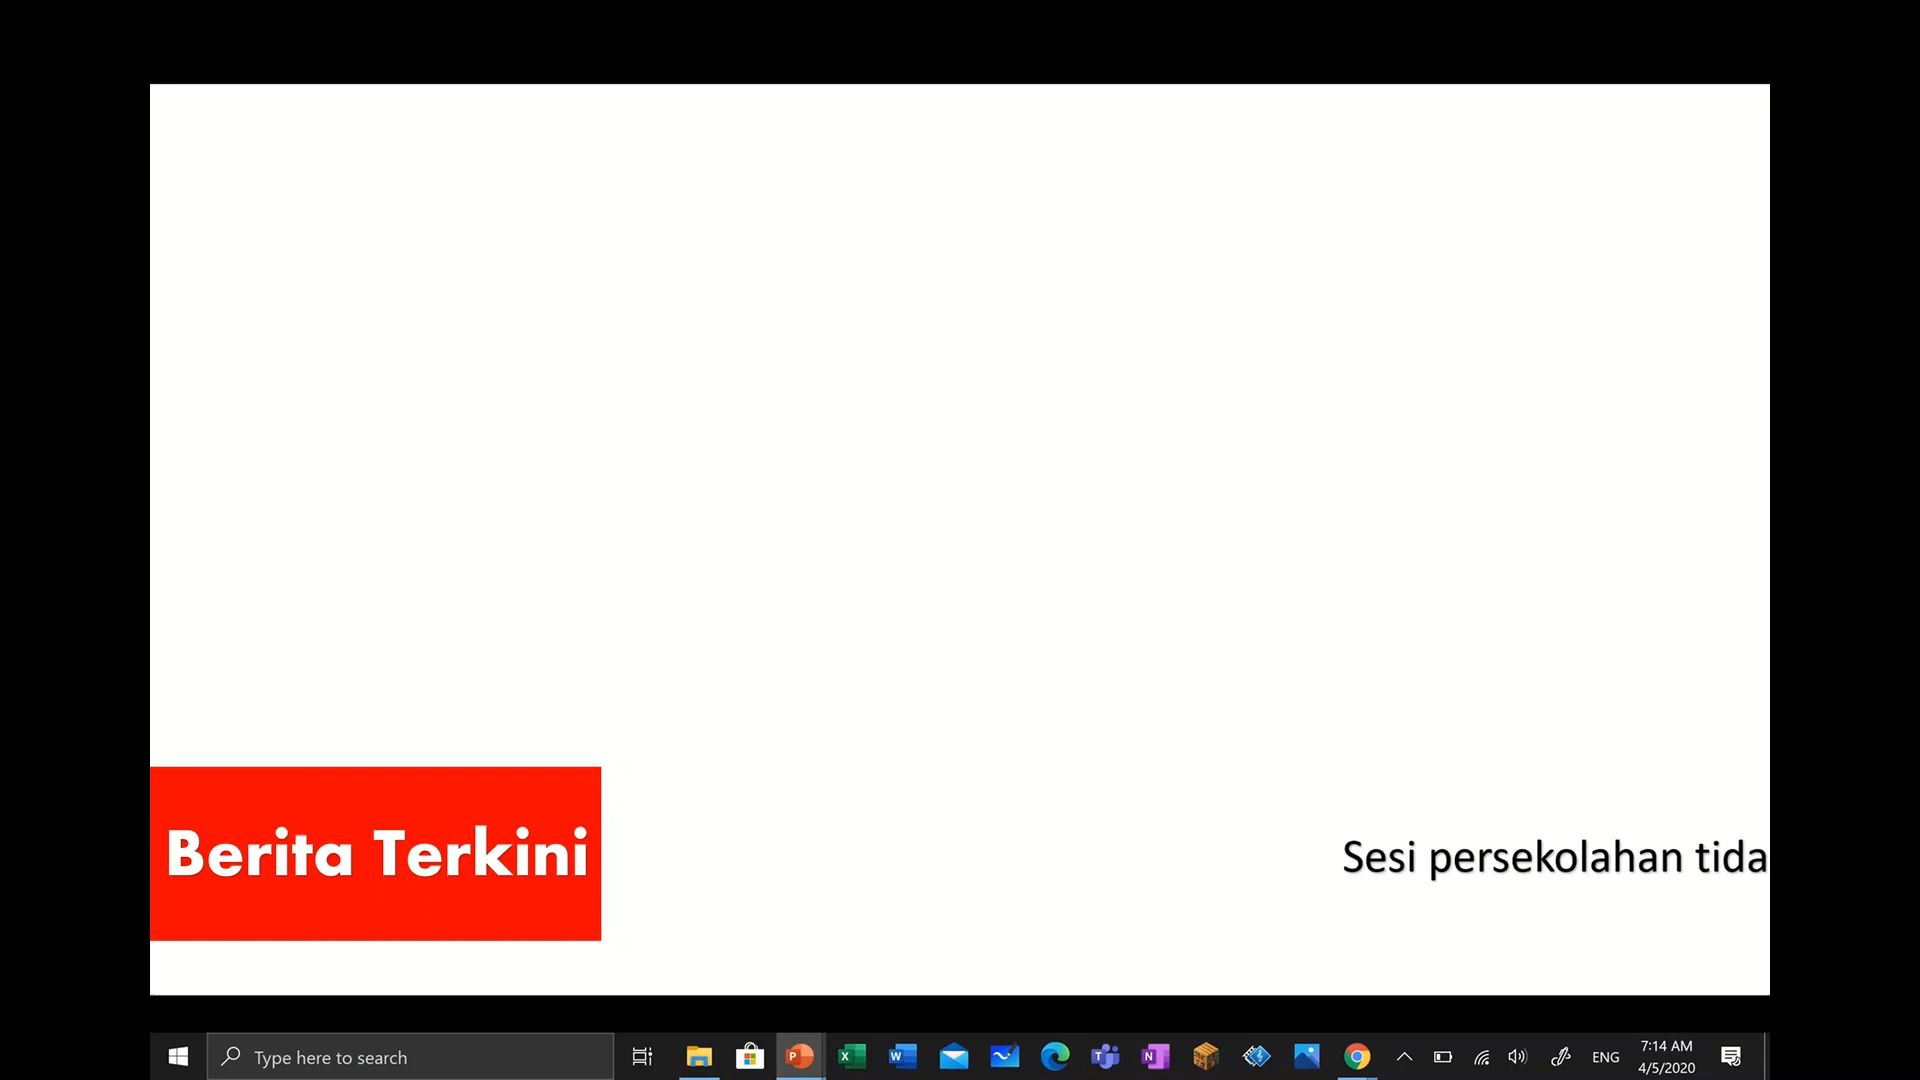 Berita Terkini
Sesi persekolahan tida
Type here to search
ENG
7:14 AM
4/5/2020